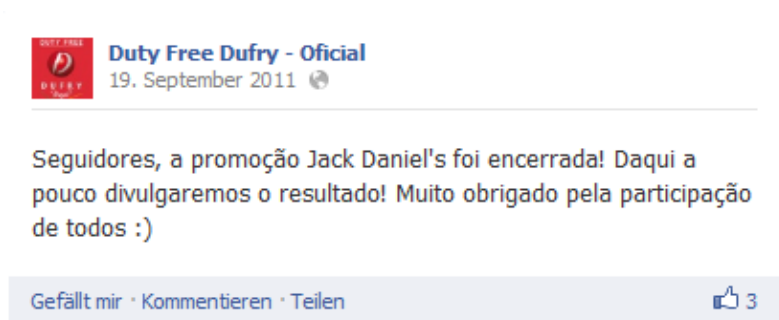 DUTY FREE
DUFRY
Duty Free Dufry - Oficial
19. September 2011
Seguidores, a promoção Jack Daniel's foi encerrada! Daqui a
pouco divulgaremos o resultado! Muito obrigado pela participação
de todos :)
Gefällt mir · Kommentieren · Teilen
3